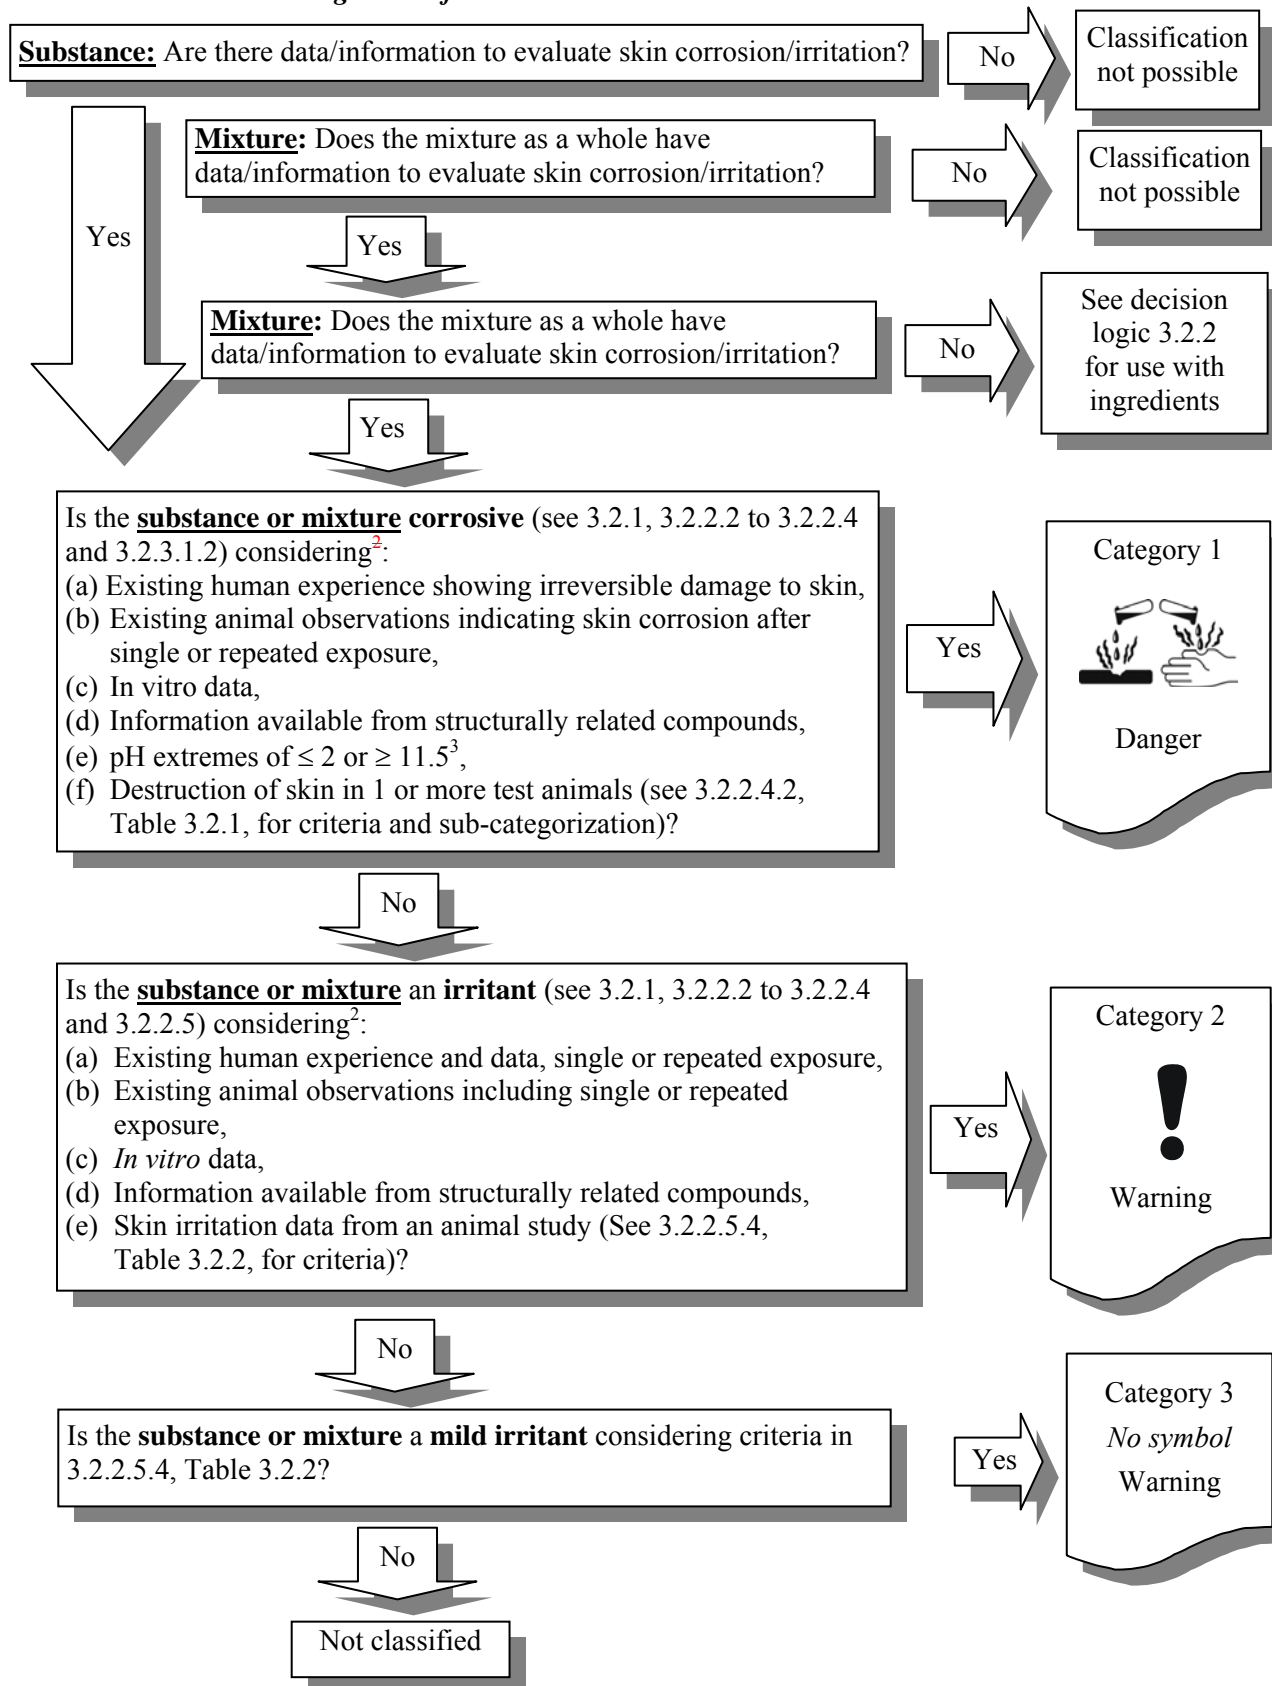 Substance: Are there data/information to evaluate skin corrosion/irritation?
No
Classification
not possible
Mixture: Does the mixture as a whole have
data/information to evaluate skin corrosion/irritation?
No
Classification
not possible
Yes
Yes
Mixture: Does the mixture as a whole have
data/information to evaluate skin corrosion/irritation?
No
See decision
logic 3.2.2
for use with
ingredients
Yes
Is the substance or mixture corrosive (see 3.2.1, 3.2.2.2 to 3.2.2.4
and 3.2.3.1.2) considering2:
(a) Existing human experience showing irreversible damage to skin,
(b) Existing animal observations indicating skin corrosion after
single or repeated exposure,
(c) In vitro data,
(d) Information available from structurally related compounds,
(e) pH extremes of ≤ 2 or ≥ 11.5³,
(f) Destruction of skin in 1 or more test animals (see 3.2.2.4.2,
Table 3.2.1, for criteria and sub-categorization)?
Yes
Category 1
Danger
No
Is the substance or mixture an irritant (see 3.2.1, 3.2.2.2 to 3.2.2.4
and 3.2.2.5) considering²:
(a) Existing human experience and data, single or repeated exposure,
(b) Existing animal observations including single or repeated
exposure,
(c) In vitro data,
(d) Information available from structurally related compounds,
(e) Skin irritation data from an animal study (See 3.2.2.5.4,
Table 3.2.2, for criteria)?
Yes
Category 2
Warning
No
Is the substance or mixture a mild irritant considering criteria in
3.2.2.5.4, Table 3.2.2?
Yes
Category 3
No symbol
Warning
No
Not classified